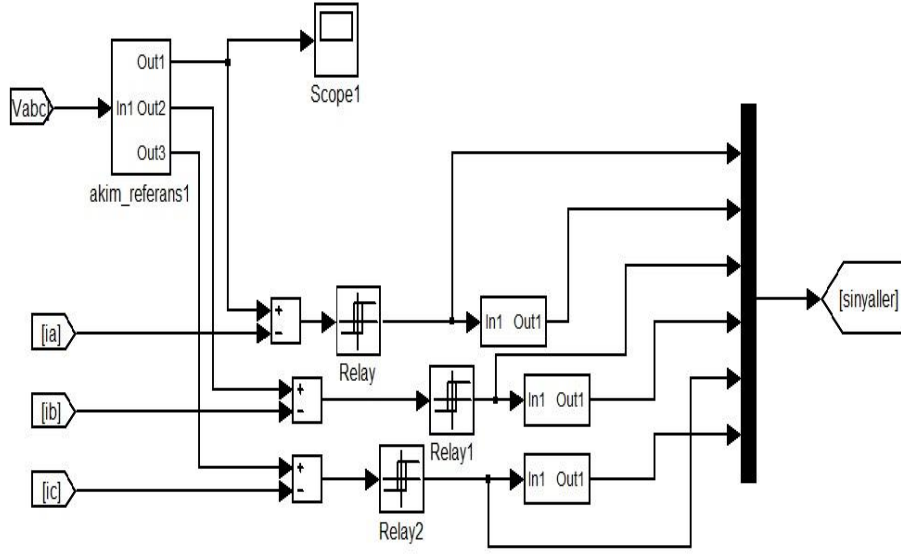 Vabc
In1 Out1
Out2
Out3
akim_referans1
Scope1
[ia]
+
-
Relay
In1 Out1
[ib]
+
-
Relay1
In1 Out1
[ic]
+
-
Relay2
In1 Out1
[sinyaller]